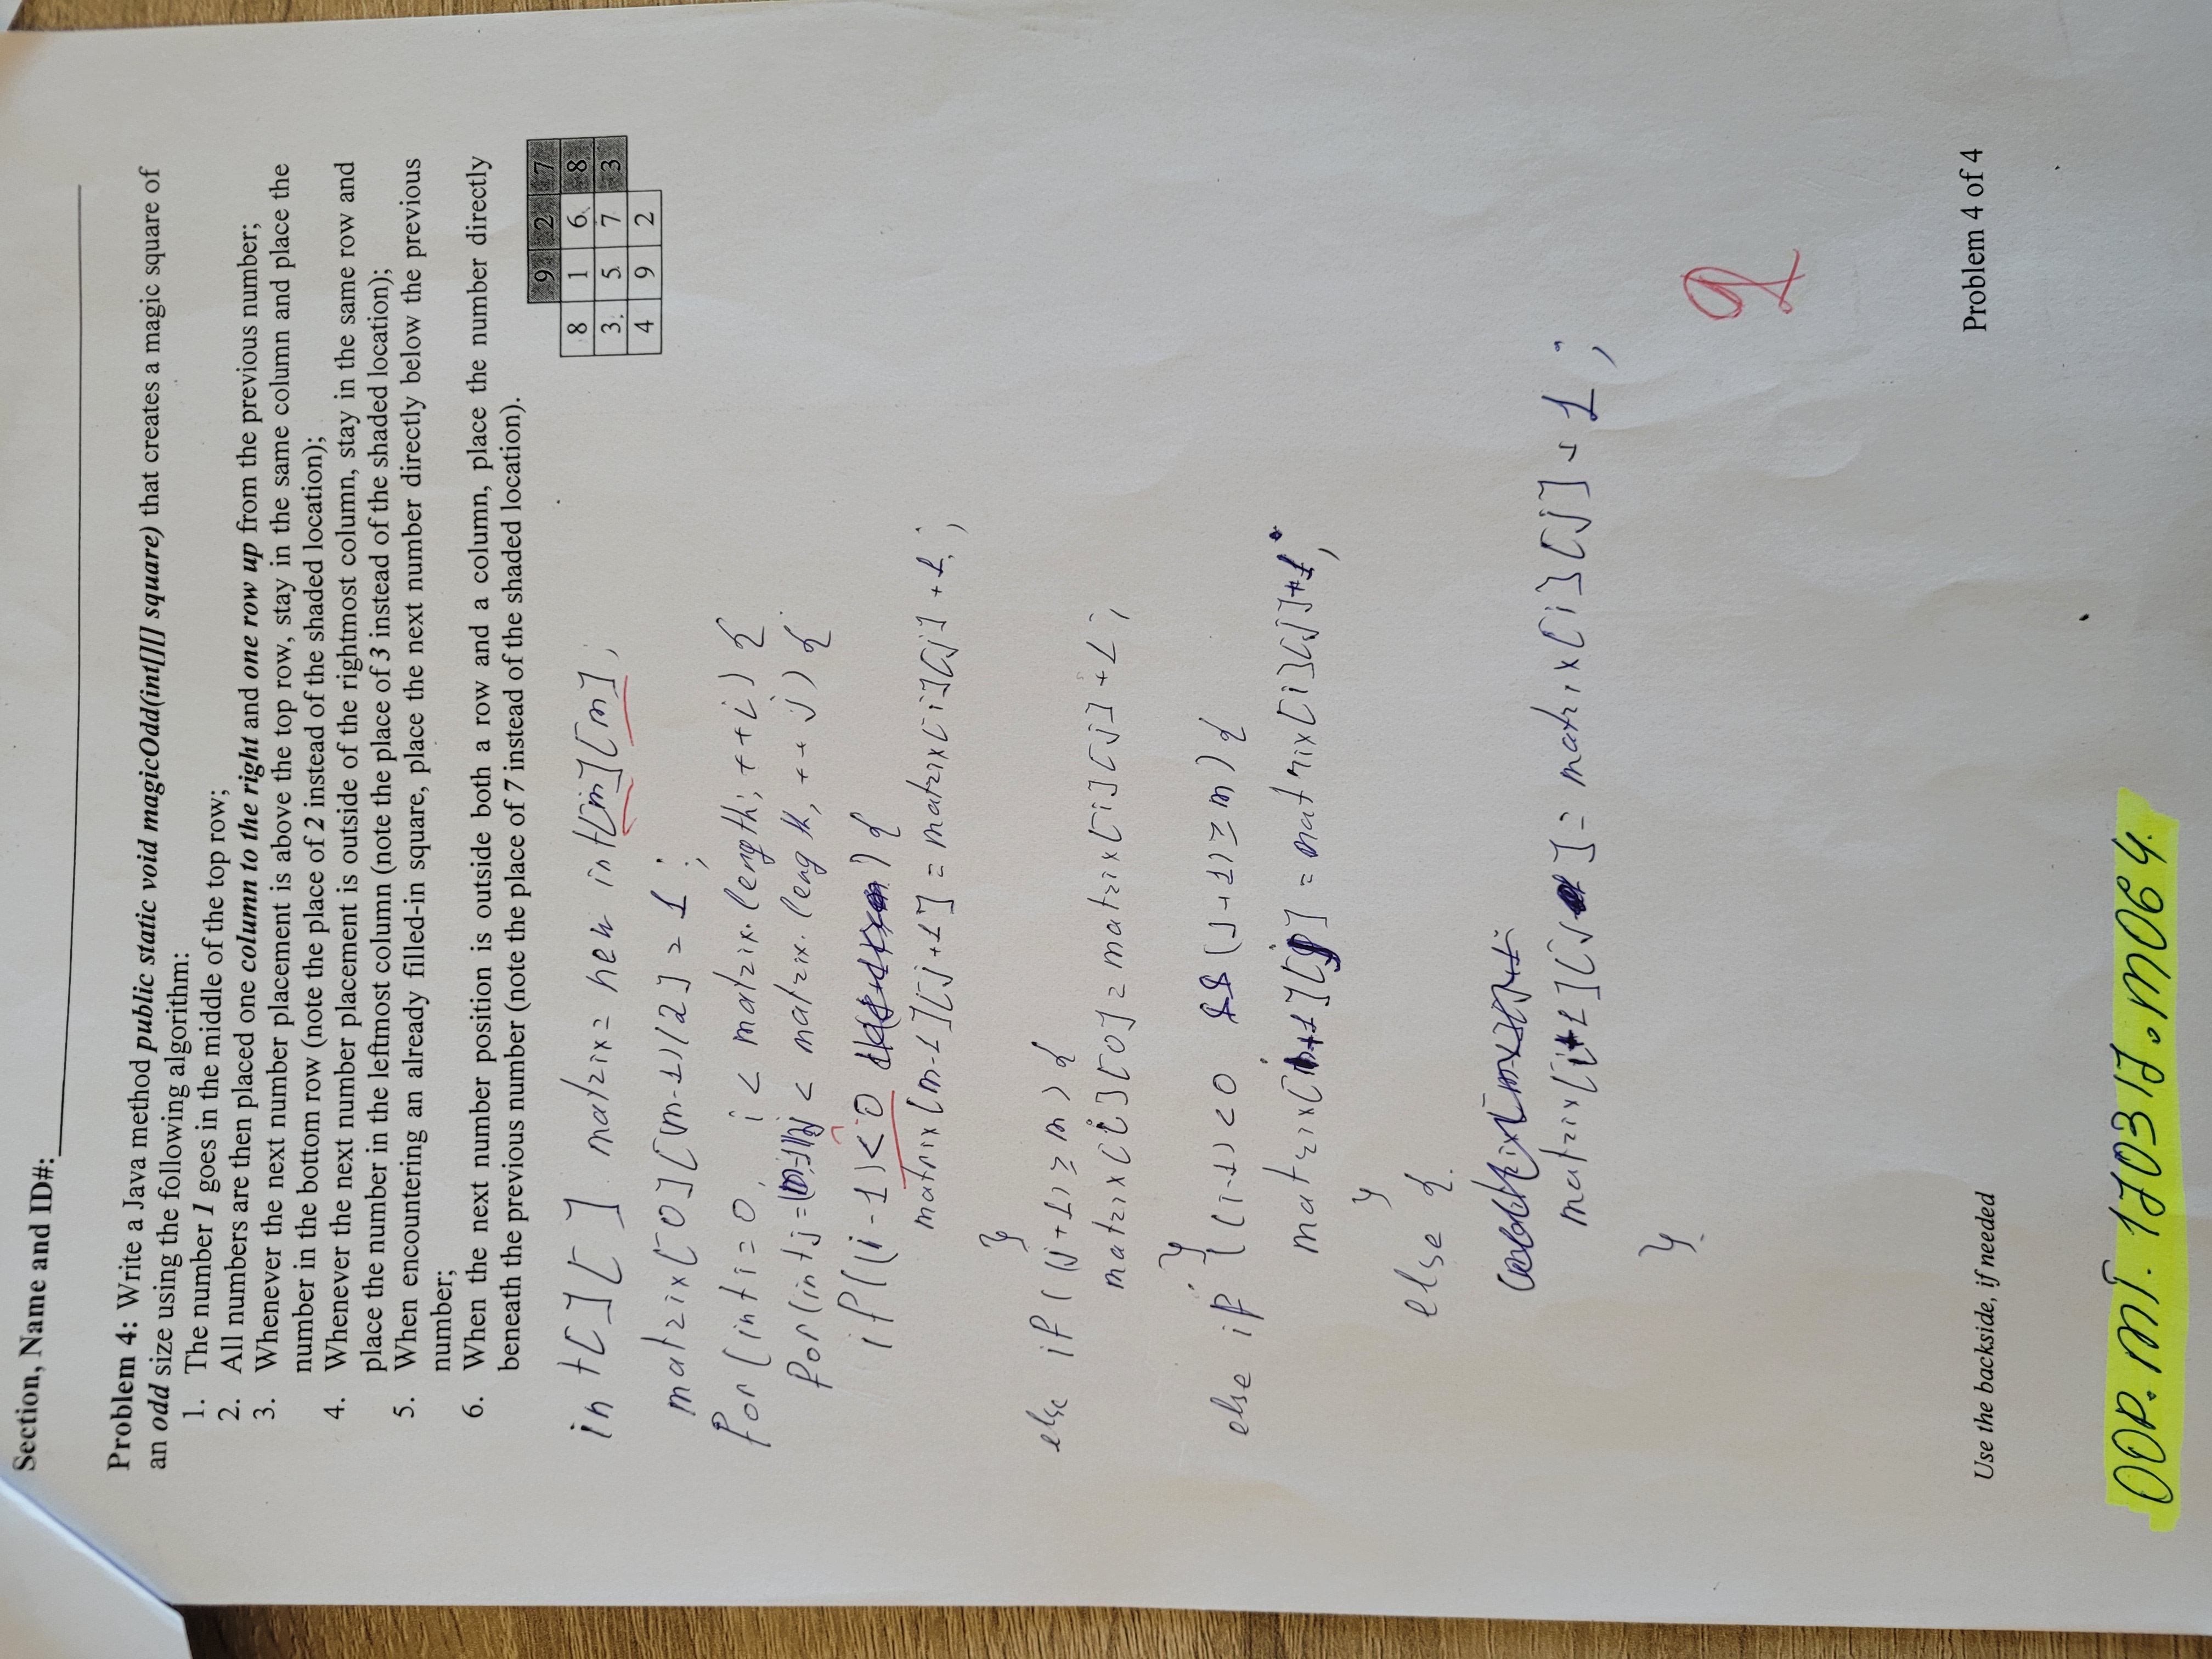 Section, Name and ID#:
Problem 4: Write a Java method public static void magicOdd(int[][] square) that creates a magic square of
an odd size using the following algorithm:
1. The number 1 goes in the middle of the top row;
2. All numbers are then placed one column to the right and one row up from the previous number;
3. Whenever the next number placement is above the top row, stay in the same column and place the
number in the bottom row (note the place of 2 instead of the shaded location);
4. Whenever the next number placement is outside of the rightmost column, stay in the same row and
place the number in the leftmost column (note the place of 3 instead of the shaded location);
5. When encountering an already filled-in square, place the next number directly below the previous
number;
6. When the next number position is outside both a row and a column, place the number directly
beneath the previous number (note the place of 7 instead of the shaded location).
9 2 7
8 1 6 8
3 5 7 3
4 9 2
int[][] matrix = new int[m][m];
matrix[0][(m-1)/2] = 1;
for (int i = 0, i < matrix.length; ++i) {
for (int j = j < matrix.length, ++j) {
if ((i-1)<0 ) {
matrix[m-1][j+1] = matrix[i][j] +1;
}
else if ((j+1) ≥ m) {
matrix[i][0] = matrix[i][j] +1;
}
else if ((i-1) <0 && (j+1) ≥ m) {
matrix[i+1][j] = matrix[i][j]+1;
}
else {
matrix[i+1][j ] = matrix[i][j] + 1;
}
2
Use the backside, if needed
Problem 4 of 4
OOP.MT.170317.M064.